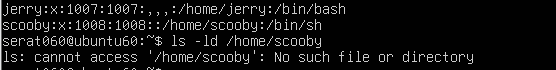 jerry:x:1007:1007:,,,:/home/jerry:/bin/bash
scooby:x:1008:1008::/home/scooby:/bin/sh
serat060@ubuntu60:~$ ls -ld /home/scooby
ls: cannot access '/home/scooby': No such file or directory